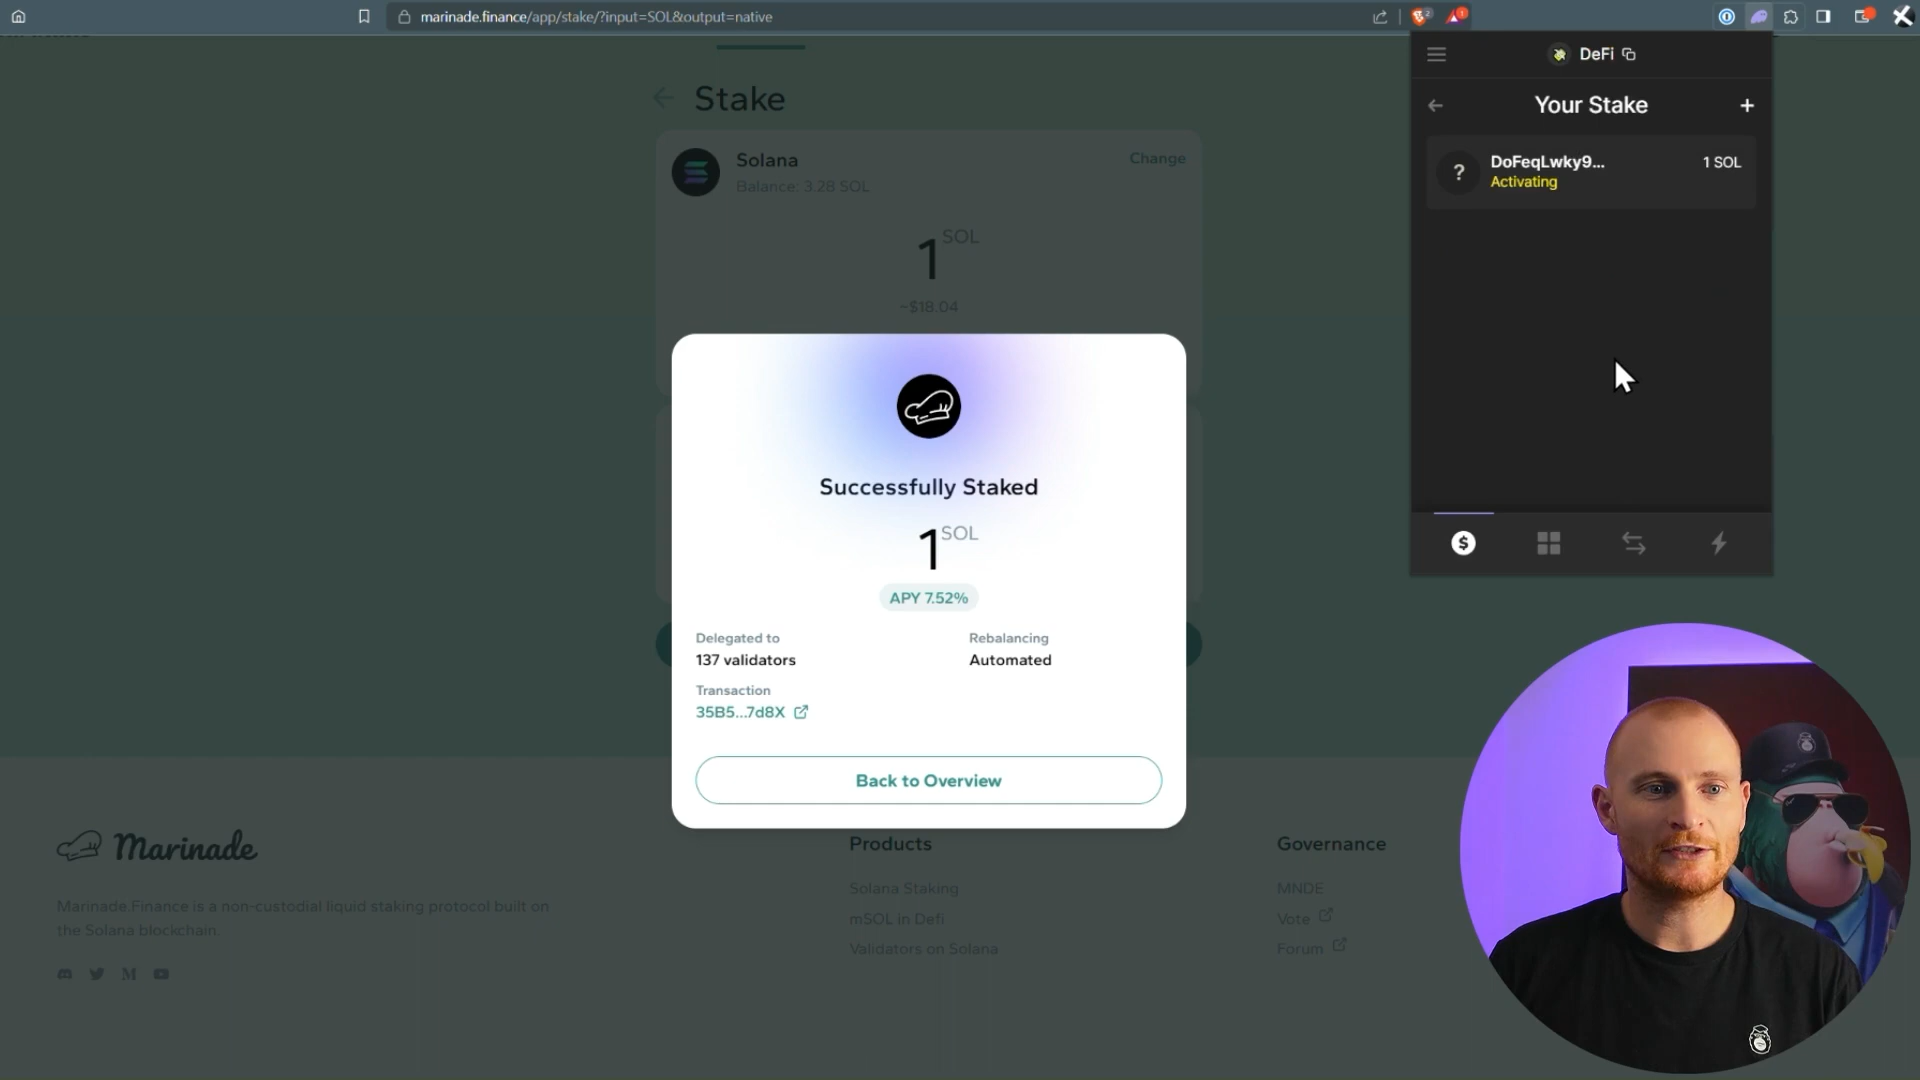 marinade.finance/app/stake/?input=SOL&output=native
2
1
DeFi
Your Stake
DoFeqLwky9...
1 SOL
Activating
Stake
Solana
Balance: 3.28 SOL
Change
1 SOL
~$18.04
Successfully Staked
1 SOL
APY 7.52%
Delegated to
137 validators
Rebalancing
Automated
Transaction
35B5...7d8X
Back to Overview
Marinade
Marinade.Finance is a non-custodial liquid staking protocol built on
the Solana blockchain.
Products
Solana Staking
mSOL in Defi
Validators on Solana
Governance
MNDE
Vote
Forum